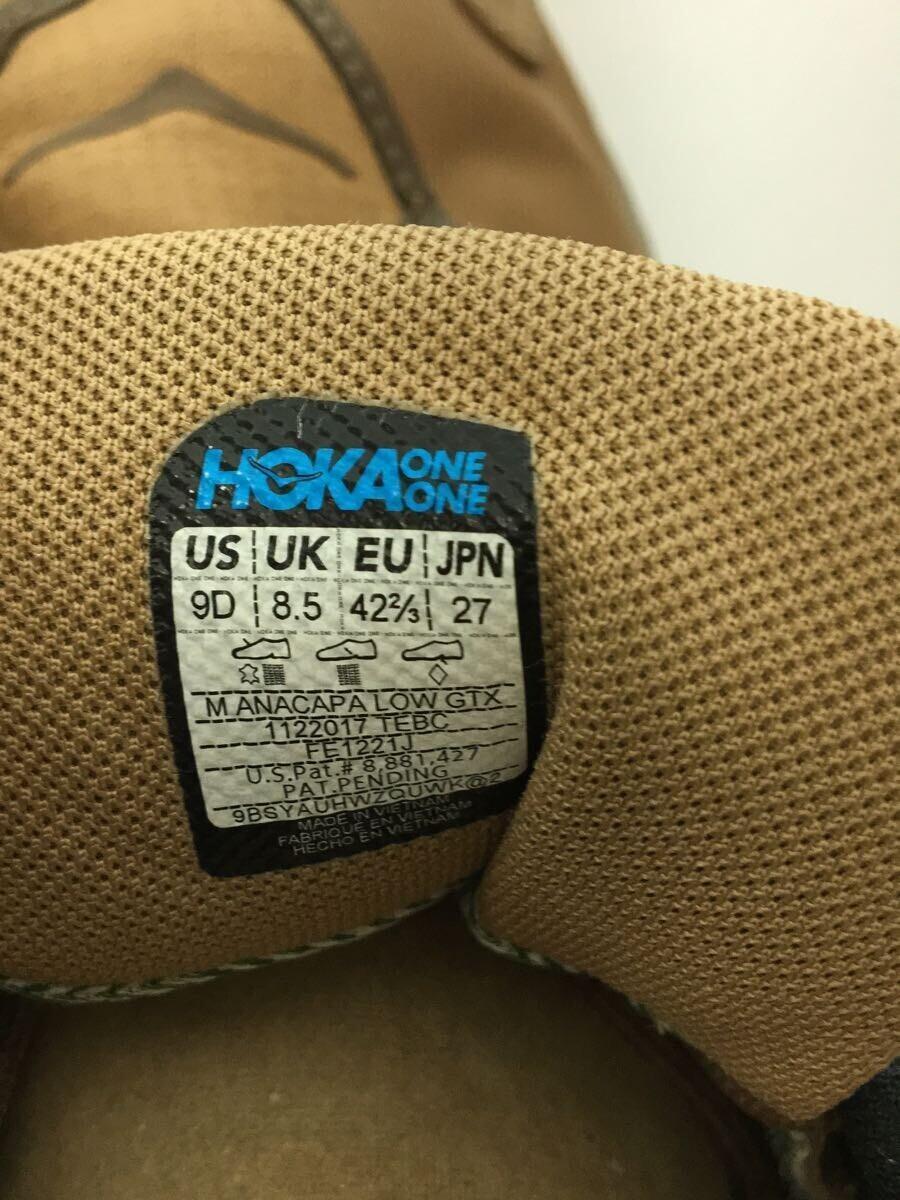 HOKA ONE ONE
US UK EU JPN
9D 8.5 42⅔ 27
M ANACAPA LOW GTX
1122017 TEBC
FE1221J
U.S.Pat.# 8,881,427
PAT.PENDING
9BSYAUHWZQUWK@2
MADE IN VIETNAM
FABRIQUÉ EN VIETNAM
HECHO EN VIETNAM